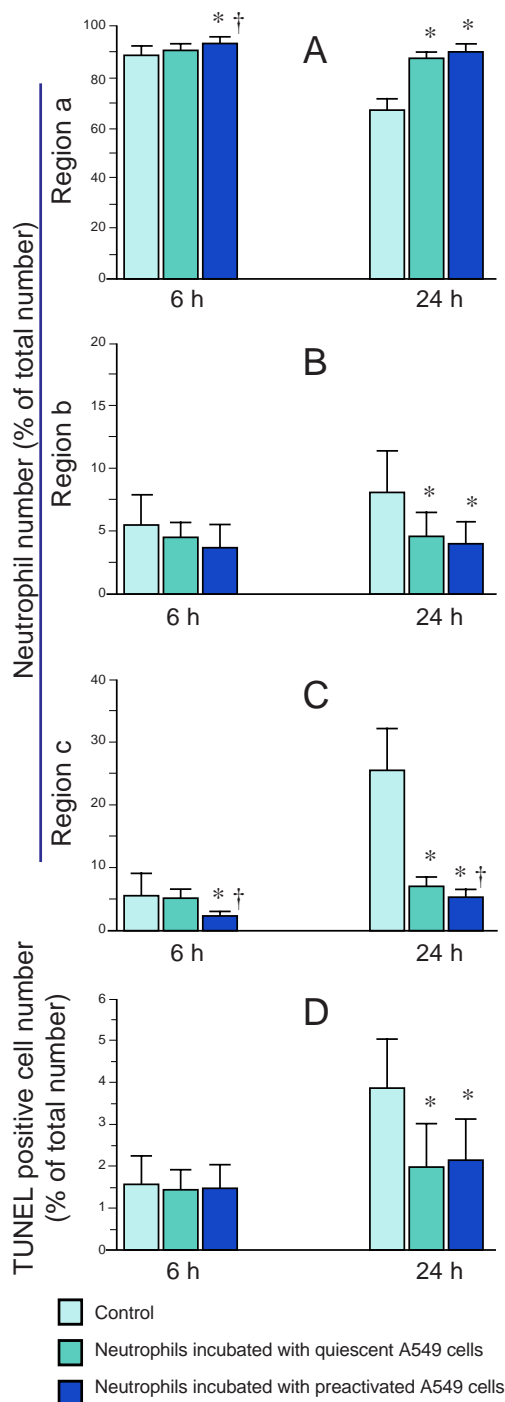 Neutrophil number (% of total number)
Region a
100
90
80
60
40
20
0
* †
A
* *
6 h 24 h
Region b
20
15
10
5
0
B
* *
6 h 24 h
Region c
40
30
20
10
0
C
* †
* * †
6 h 24 h
TUNEL positive cell number
(% of total number)
6
5
4
3
2
1
0
D
* *
6 h 24 h
Control
Neutrophils incubated with quiescent A549 cells
Neutrophils incubated with preactivated A549 cells